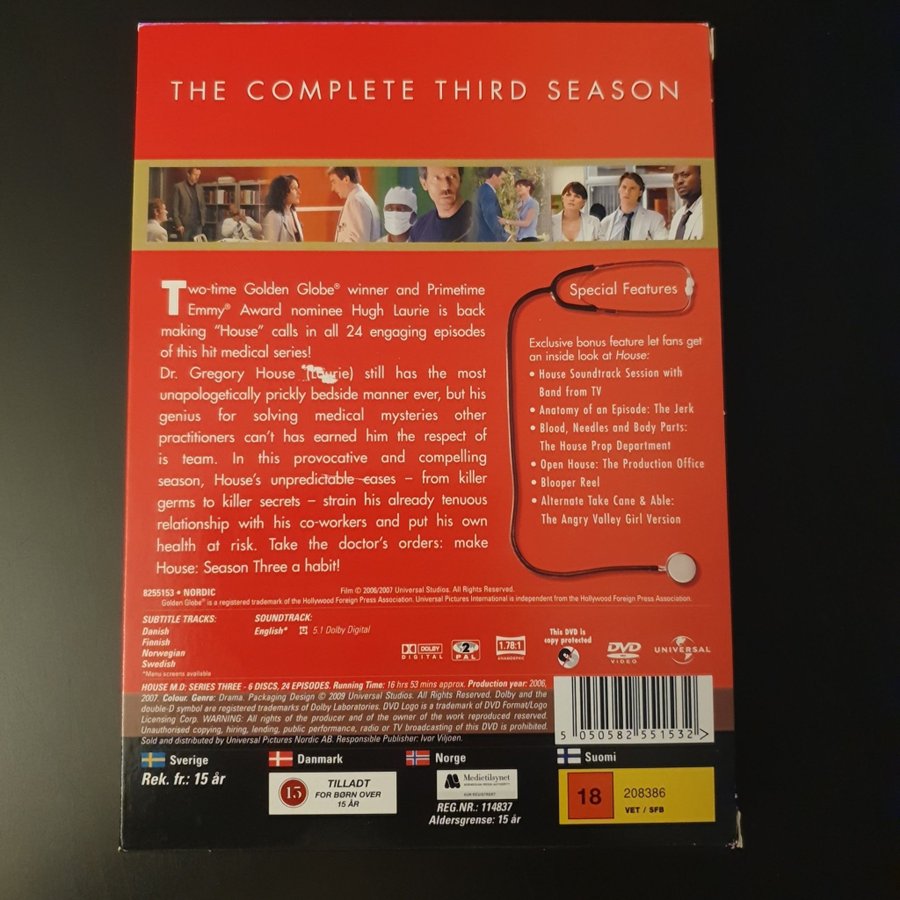 THE COMPLETE THIRD SEASON
Two-time Golden Globe® winner and Primetime
Emmy® Award nominee Hugh Laurie is back
making "House" calls in all 24 engaging episodes
of this hit medical series!
Dr. Gregory House (Laurie) still has the most
unapologetically prickly bedside manner ever, but his
genius for solving medical mysteries other
practitioners can't has earned him the respect of
is team. In this provocative and compelling
season, House's unpredictable cases – from killer
germs to killer secrets – strain his already tenuous
relationship with his co-workers and put his own
health at risk. Take the doctor's orders: make
House: Season Three a habit!
Special Features
Exclusive bonus feature let fans get
an inside look at House:
• House Soundtrack Session with
Band from TV
• Anatomy of an Episode: The Jerk
• Blood, Needles and Body Parts:
The House Prop Department
• Open House: The Production Office
• Blooper Reel
• Alternate Take Cane & Able:
The Angry Valley Girl Version
8255153 • NORDIC
Film © 2006/2007 Universal Studios. All Rights Reserved.
Golden Globe® is a registered trademark of the Hollywood Foreign Press Association. Universal Pictures International is independent from the Hollywood Foreign Press Association.
SUBTITLE TRACKS:
Danish
Finnish
Norwegian
Swedish
*Menu screens available
SOUNDTRACK:
English* 5.1 Dolby Digital
DOLBY
DIGITAL
2
PAL
1.78:1
ANAMORPHIC
This DVD is
copy protected
DVD
VIDEO
UNIVERSAL
HOUSE M.D: SERIES THREE - 6 DISCS, 24 EPISODES. Running Time: 16 hrs 53 mins approx. Production year: 2006,
2007. Colour. Genre: Drama. Packaging Design © 2009 Universal Studios. All Rights Reserved. Dolby and the
double-D symbol are registered trademarks of Dolby Laboratories. DVD Logo is a trademark of DVD Format/Logo
Licensing Corp. WARNING: All rights of the producer and of the owner of the work reproduced reserved.
Unauthorised copying, hiring, lending, public performance, radio or TV broadcasting of this DVD is prohibited.
Sold and distributed by Universal Pictures Nordic AB. Responsible Publisher: Ivor Viljoen.
5 050582 551532 >
Sverige
Rek. fr.: 15 år
Danmark
15
TILLADT
FOR BØRN OVER
15 ÅR
Norge
Medietilsynet
NORWEGIAN MEDIA AUTHORITY
KUN REGISTRERT
REG.NR.: 114837
Aldersgrense: 15 år
Suomi
18
208386
VET / SFB